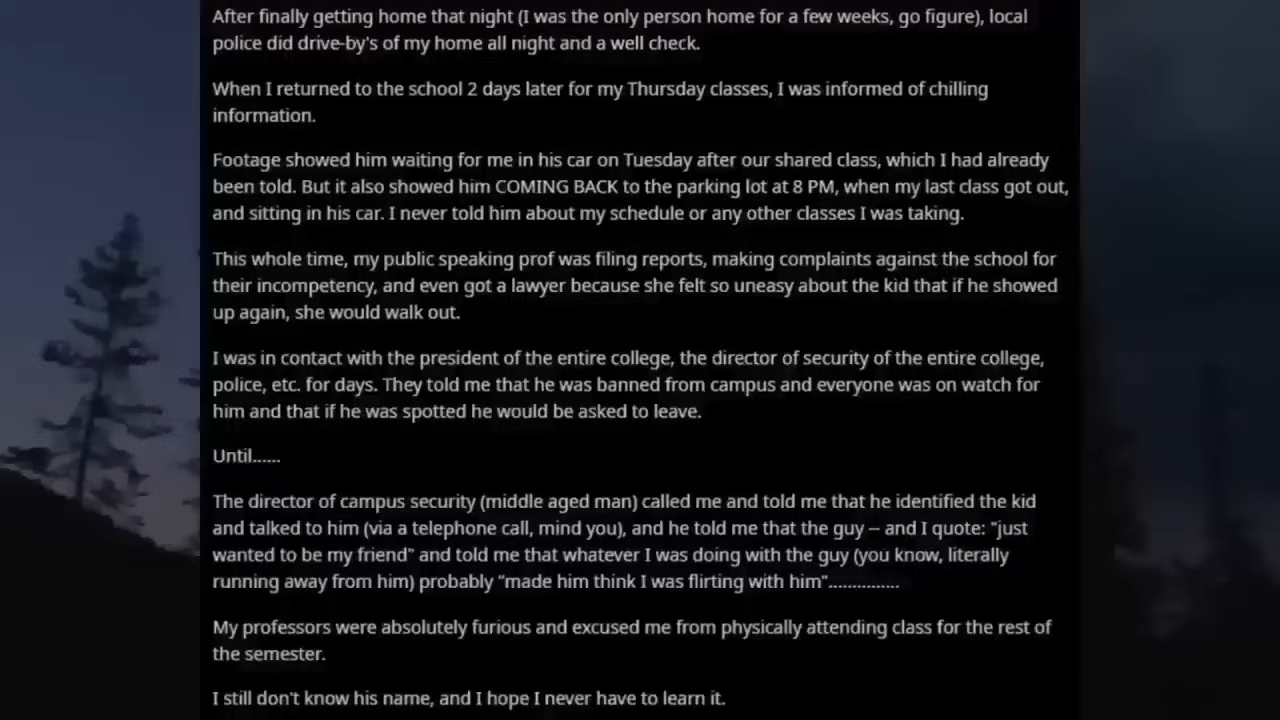 After finally getting home that night (I was the only person home for a few weeks, go figure), local
police did drive-by's of my home all night and a well check.
When I returned to the school 2 days later for my Thursday classes, I was informed of chilling
information.
Footage showed him waiting for me in his car on Tuesday after our shared class, which I had already
been told. But it also showed him COMING BACK to the parking lot at 8 PM, when my last class got out,
and sitting in his car. I never told him about my schedule or any other classes I was taking.
This whole time, my public speaking prof was filing reports, making complaints against the school for
their incompetency, and even got a lawyer because she felt so uneasy about the kid that if he showed
up again, she would walk out.
I was in contact with the president of the entire college, the director of security of the entire college,
police, etc. for days. They told me that he was banned from campus and everyone was on watch for
him and that if he was spotted he would be asked to leave.
Until......
The director of campus security (middle aged man) called me and told me that he identified the kid
and talked to him (via a telephone call, mind you), and he told me that the guy – and I quote: "just
wanted to be my friend" and told me that whatever I was doing with the guy (you know, literally
running away from him) probably "made him think I was flirting with him"...............
My professors were absolutely furious and excused me from physically attending class for the rest of
the semester.
I still don't know his name, and I hope I never have to learn it.